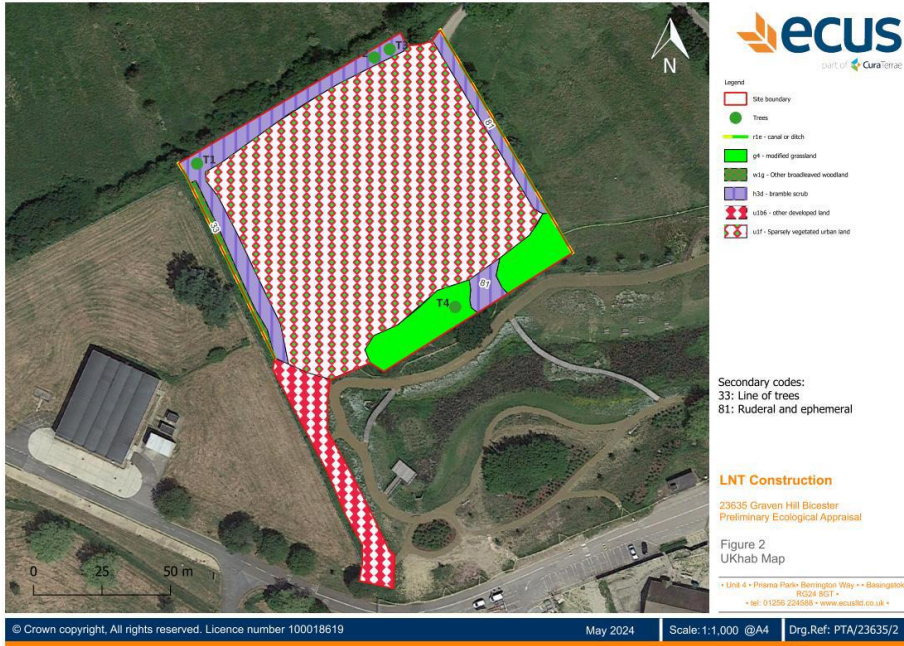 T3
T1
81
33
T4
81
N
0 25 50 m
ecus
part of CuraTerrae
Legend
Site boundary
Trees
r1e - canal or ditch
g4 - modified grassland
w1g - Other broadleaved woodland
h3d - bramble scrub
u1b6 - other developed land
u1f - Sparsely vegetated urban land
Secondary codes:
33: Line of trees
81: Ruderal and ephemeral
LNT Construction
23635 Graven Hill Bicester
Preliminary Ecological Appraisal
Figure 2
UKhab Map
• Unit 4 • Prisma Park• Berrington Way • • Basingstok
RG24 8GT •
• tel: 01256 224588 • www.ecusltd.co.uk •
© Crown copyright, All rights reserved. Licence number 100018619
May 2024
Scale:1:1,000 @A4
Drg.Ref: PTA/23635/2